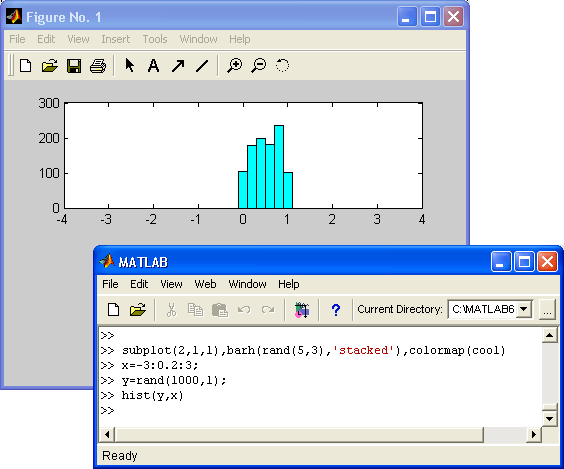 Figure No. 1
File Edit View Insert Tools Window Help
A
300
200
100
0
-4 -3 -2 -1 0 1 2 3 4
MATLAB
File Edit View Web Window Help
? Current Directory: C:\MATLAB6 ...
>>
>> subplot(2,1,1),barh(rand(5,3),'stacked'),colormap(cool)
>> x=-3:0.2:3;
>> y=rand(1000,1);
>> hist(y,x)
>>
Ready